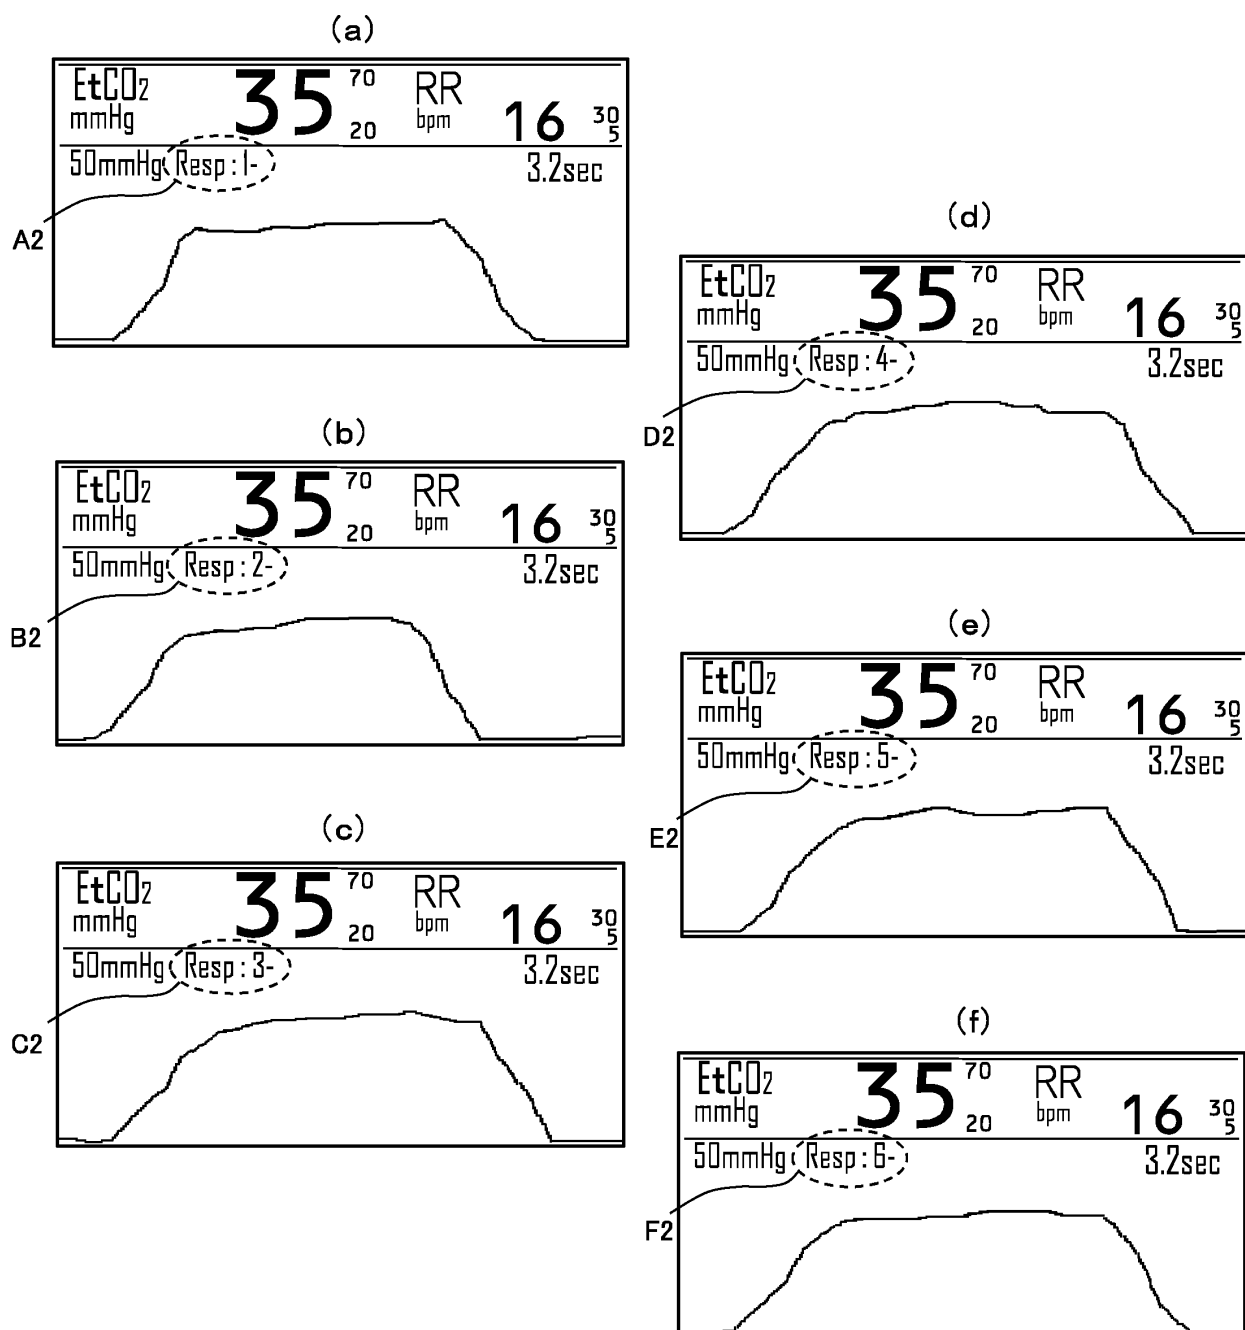 (a)
EtCO2 35 70 RR
mmHg 20 bpm 16 30 5
50mmHg Resp:1- 3.2sec
A2
(b)
EtCO2 35 70 RR
mmHg 20 bpm 16 30 5
50mmHg Resp:2- 3.2sec
B2
(c)
EtCO2 35 70 RR
mmHg 20 bpm 16 30 5
50mmHg Resp:3- 3.2sec
C2
(d)
EtCO2 35 70 RR
mmHg 20 bpm 16 30 5
50mmHg Resp:4- 3.2sec
D2
(e)
EtCO2 35 70 RR
mmHg 20 bpm 16 30 5
50mmHg Resp:5- 3.2sec
E2
(f)
EtCO2 35 70 RR
mmHg 20 bpm 16 30 5
50mmHg Resp:6- 3.2sec
F2